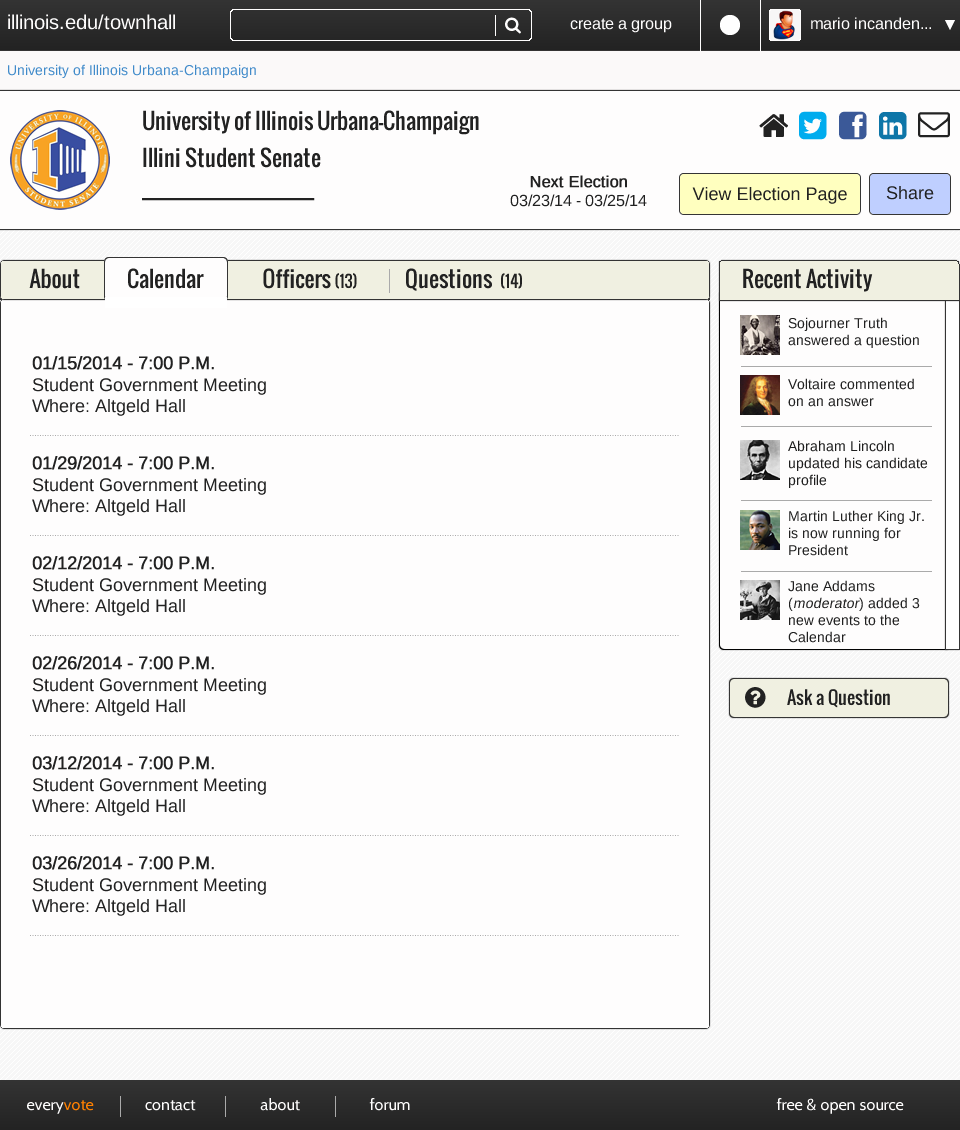 illinois.edu/townhall
create a group
mario incanden... ▼
University of Illinois Urbana-Champaign
UNIVERSITY OF ILLINOIS
STUDENT SENATE
University of Illinois Urbana-Champaign
Illini Student Senate
Next Election
03/23/14 - 03/25/14
View Election Page
Share
About
Calendar
Officers (13)
Questions (14)
Recent Activity
01/15/2014 - 7:00 P.M.
Student Government Meeting
Where: Altgeld Hall
01/29/2014 - 7:00 P.M.
Student Government Meeting
Where: Altgeld Hall
02/12/2014 - 7:00 P.M.
Student Government Meeting
Where: Altgeld Hall
02/26/2014 - 7:00 P.M.
Student Government Meeting
Where: Altgeld Hall
03/12/2014 - 7:00 P.M.
Student Government Meeting
Where: Altgeld Hall
03/26/2014 - 7:00 P.M.
Student Government Meeting
Where: Altgeld Hall
Sojourner Truth
answered a question
Voltaire commented
on an answer
Abraham Lincoln
updated his candidate
profile
Martin Luther King Jr.
is now running for
President
Jane Addams
(moderator) added 3
new events to the
Calendar
Ask a Question
everyvote
contact
about
forum
free & open source